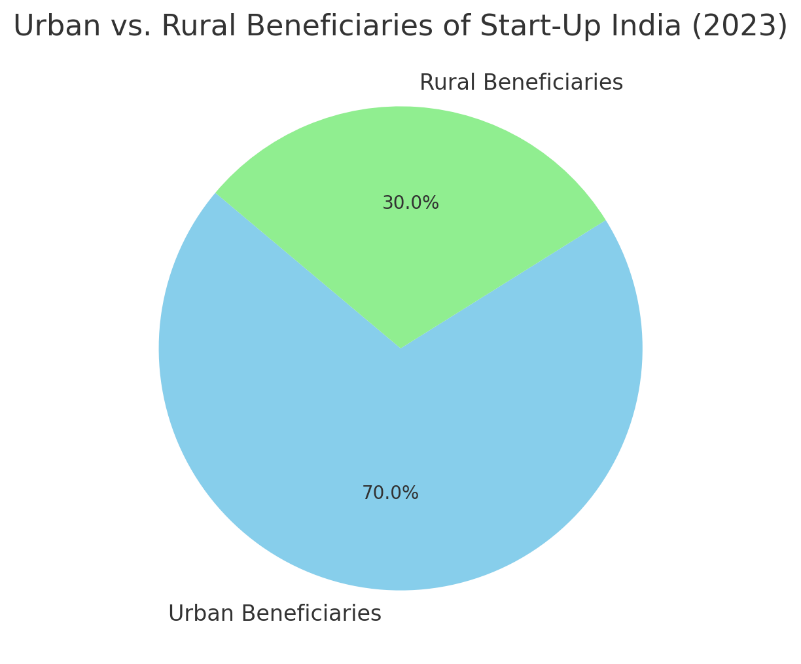 Urban vs. Rural Beneficiaries of Start-Up India (2023)
Rural Beneficiaries
30.0%
70.0%
Urban Beneficiaries